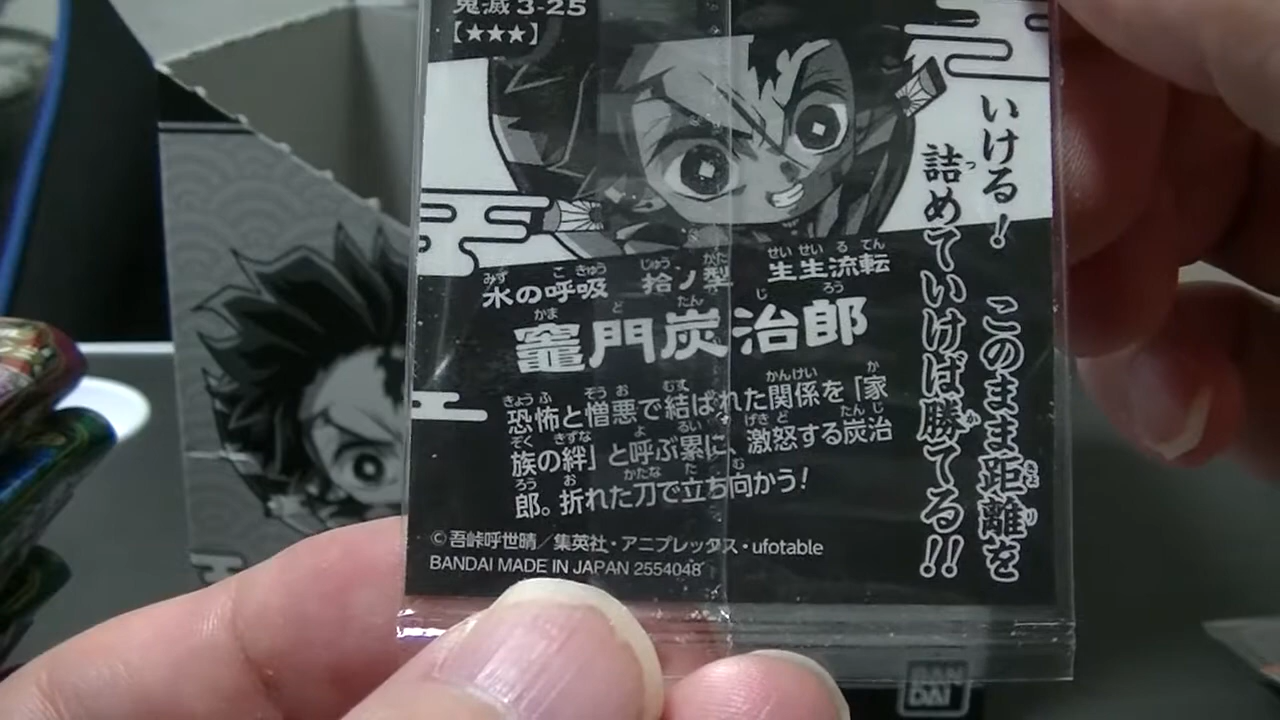 鬼滅 3-25
【★★★】
いける! このまま距離を
詰めていけば勝てる!!
水の呼吸 拾ノ型 生生流転
竈門炭治郎
恐怖と憎悪で結ばれた関係を「家
族の絆」と呼ぶ累に、激怒する炭治
郎。折れた刀で立ち向かう!
©吾峠呼世晴/集英社・アニプレックス・ufotable
BANDAI MADE IN JAPAN 2554048
BAN
DAI